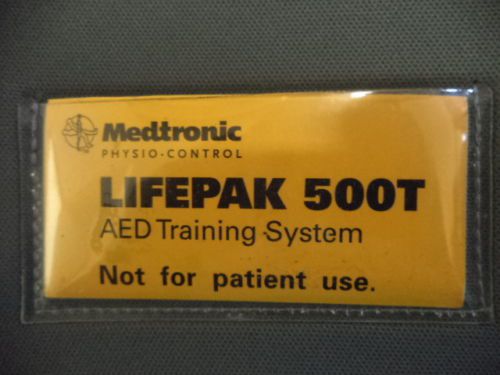 Medtronic
PHYSIO-CONTROL
LIFEPAK 500T
AED Training System
Not for patient use.